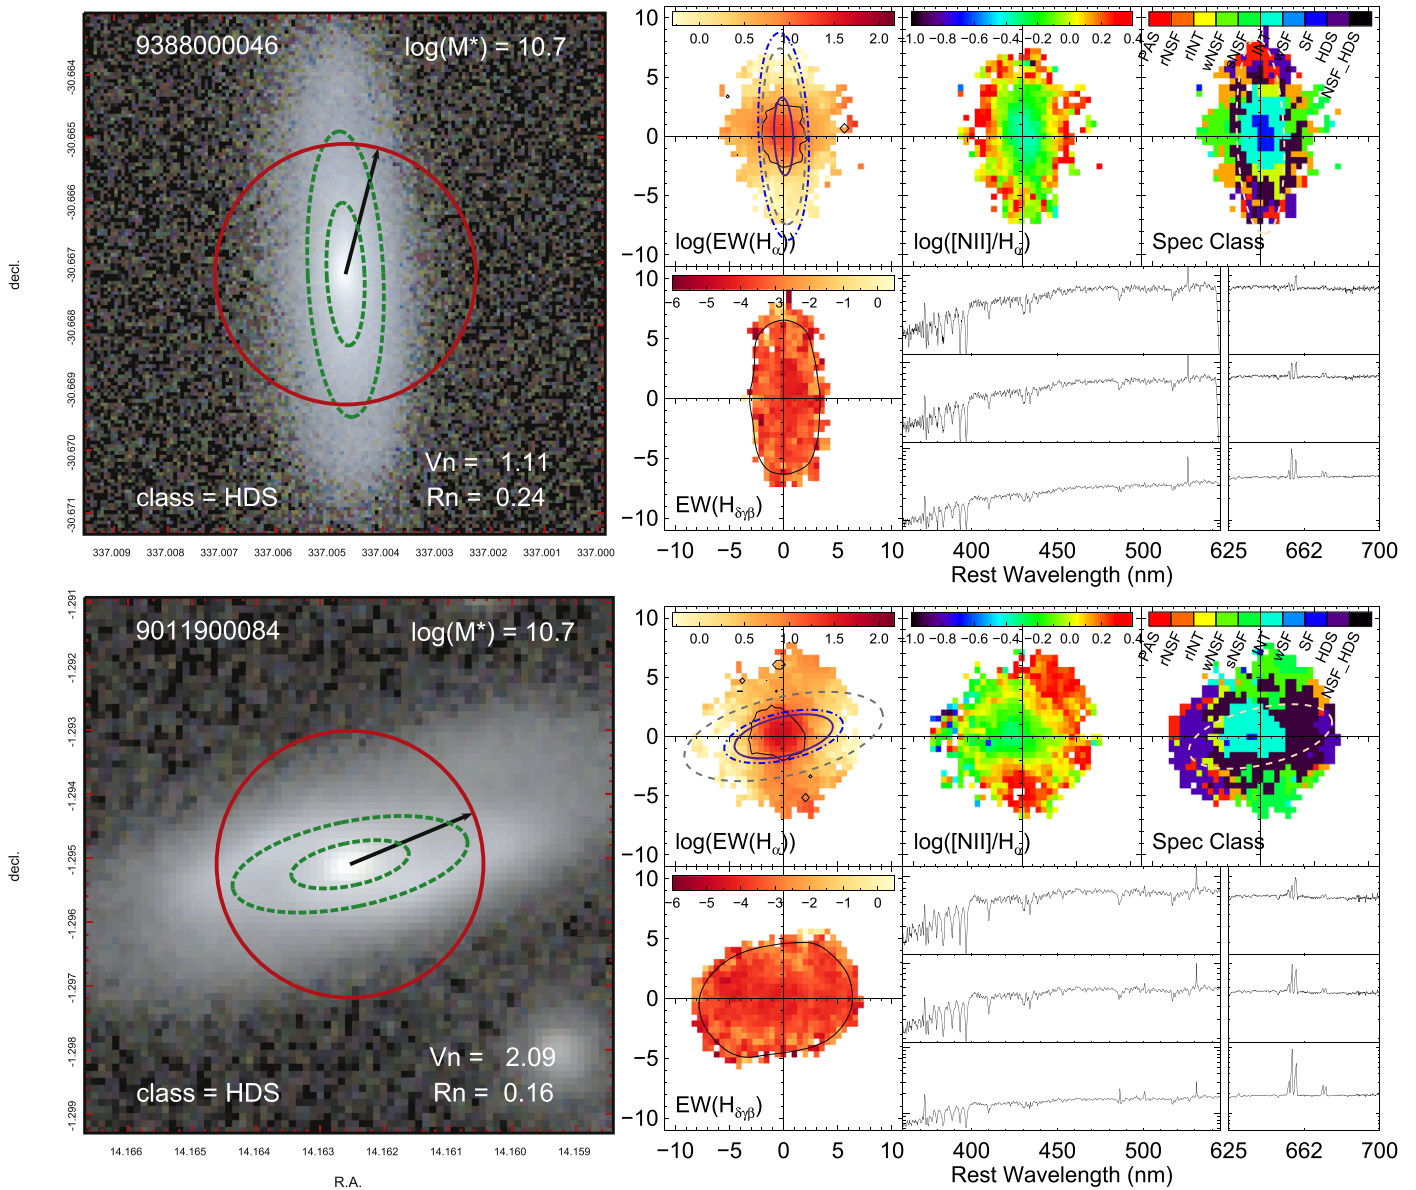 9388000046
log(M*) = 10.7
Vn = 1.11
class = HDS
Rn = 0.24
decl.
-30.664
-30.665
-30.666
-30.667
-30.668
-30.669
-30.670
-30.671
337.009 337.008 337.007 337.006 337.005 337.004 337.003 337.002 337.001 337.000
10
5
0
−5
−10
0.0 0.5 1.0 1.5 2.0
log(EW(Hα))
−1.0 −0.8 −0.6 −0.4 −0.2 0.0 0.2 0.4
log([NII]/Hα)
PAS rNSF rINT wNSF sNSF INT wSF SF HDS NSF_HDS
Spec Class
10
5
0
−5
−10
−6 −5 −4 −3 −2 −1 0
EW(Hδγβ)
−10 −5 0 5 10
400 450 500 625 662 700
Rest Wavelength (nm)
9011900084
log(M*) = 10.7
Vn = 2.09
class = HDS
Rn = 0.16
decl.
-1.291
-1.292
-1.293
-1.294
-1.295
-1.296
-1.297
-1.298
-1.299
14.166 14.165 14.164 14.163 14.162 14.161 14.160 14.159
R.A.
10
5
0
−5
−10
0.0 0.5 1.0 1.5 2.0
log(EW(Hα))
−1.0 −0.8 −0.6 −0.4 −0.2 0.0 0.2 0.4
log([NII]/Hα)
PAS rNSF rINT wNSF sNSF INT wSF SF HDS NSF_HDS
Spec Class
10
5
0
−5
−10
−6 −5 −4 −3 −2 −1 0
EW(Hδγβ)
−10 −5 0 5 10
400 450 500 625 662 700
Rest Wavelength (nm)